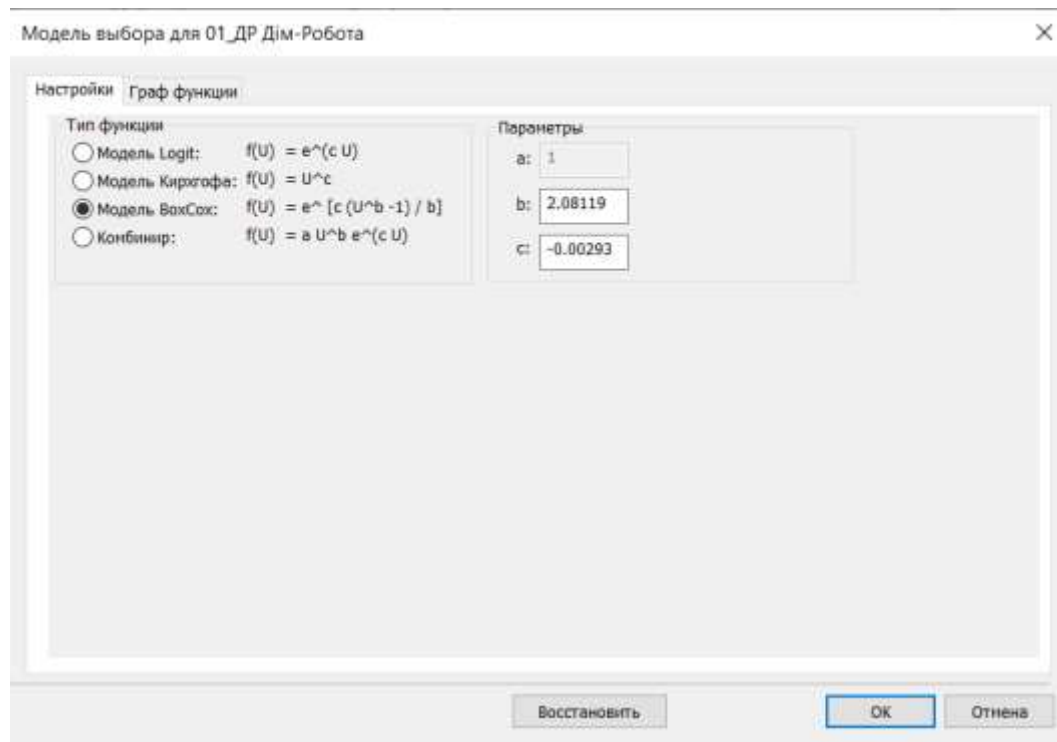 Модель выбора для 01_ДР Дім-Робота
Настройки Граф функции
Тип функции
Модель Logit: f(U) = e^(c U)
Модель Кирхгофа: f(U) = U^c
Модель BoxCox: f(U) = e^ [c (U^b -1) / b]
Комбинир: f(U) = a U^b e^(c U)
Параметры
a: 1
b: 2.08119
c: -0.00293
Восстановить OK Отмена